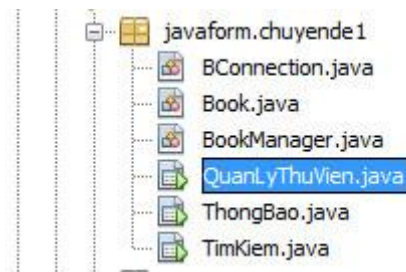 javaform.chuyende1
BConnection.java
Book.java
BookManager.java
QuanLyThuVien.java
ThongBao.java
TimKiem.java